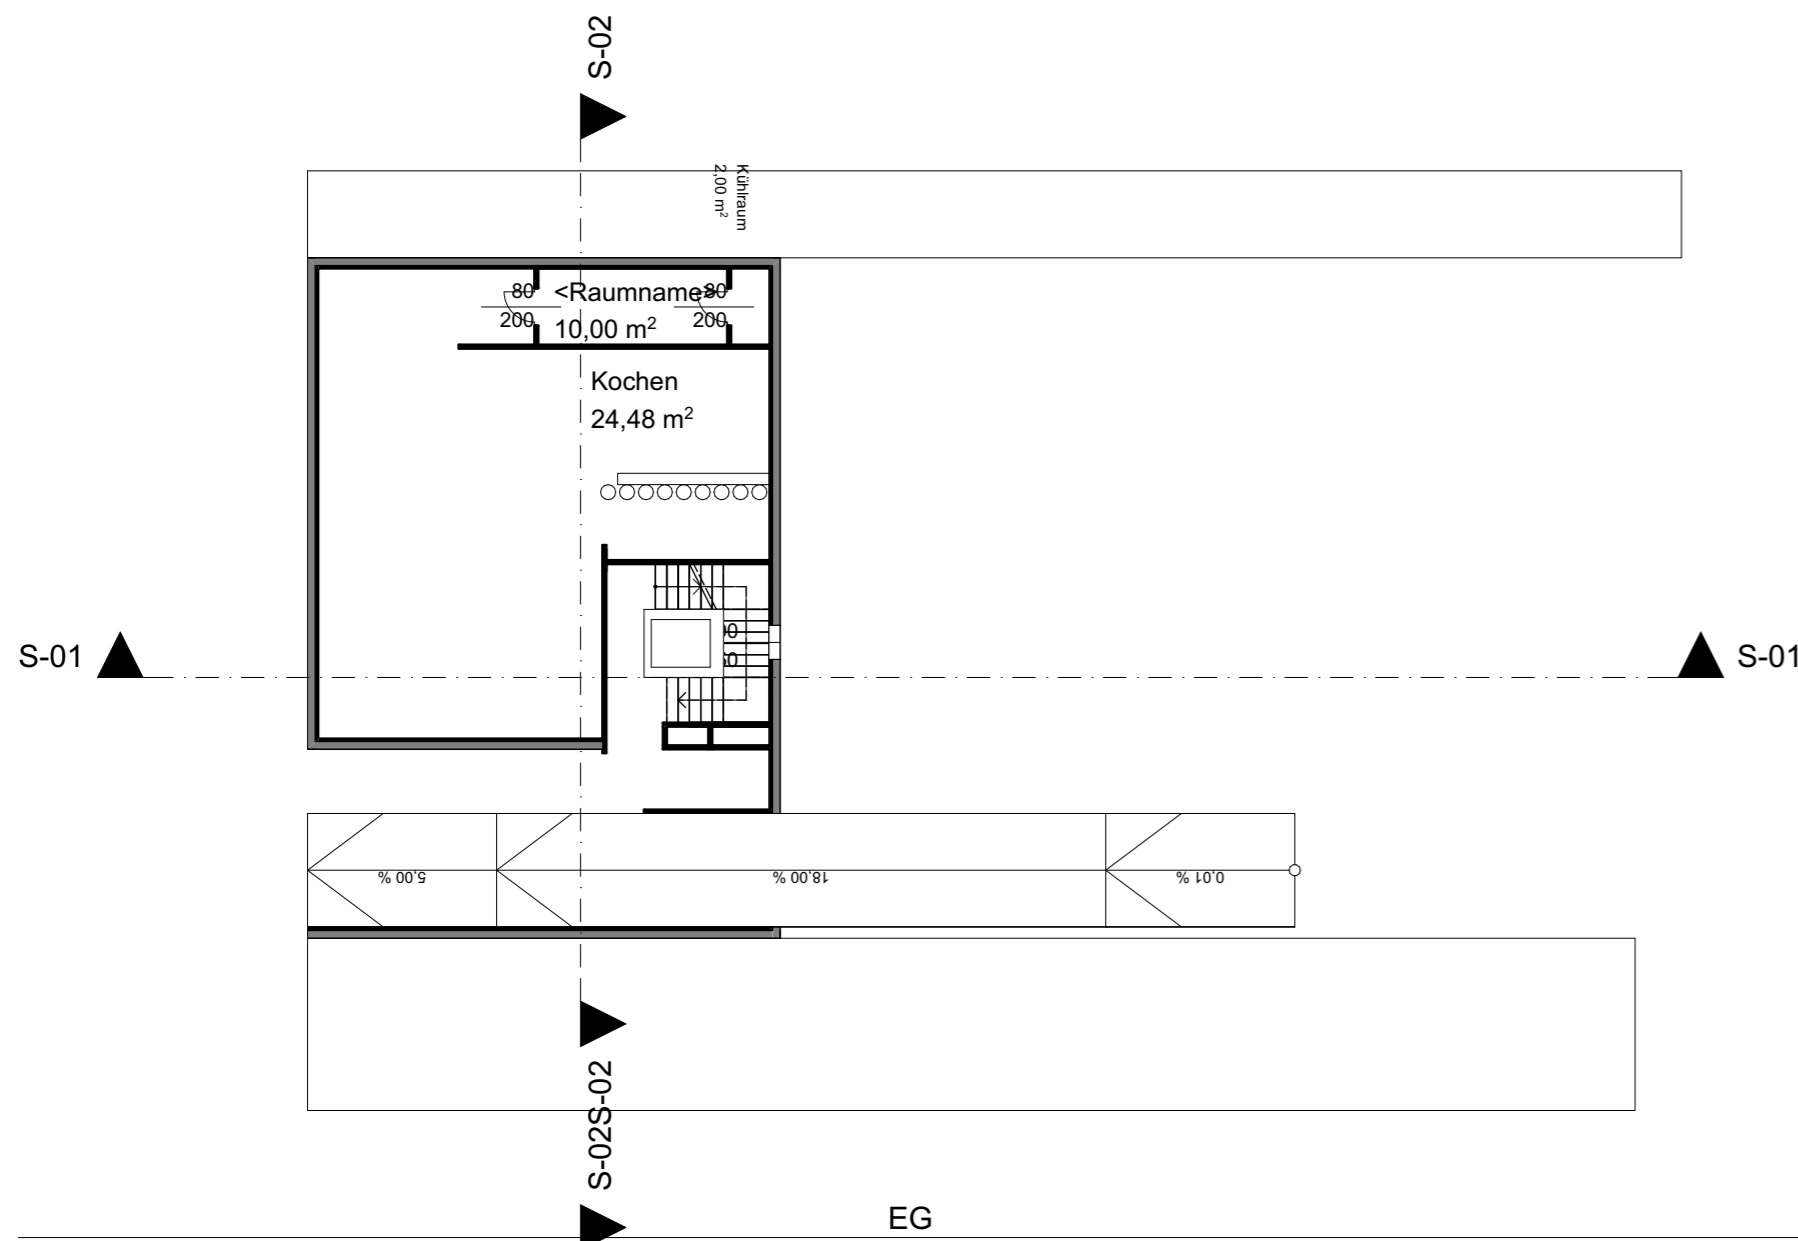 S-02
Kühlraum
2,00 m²
80
200
<Raumname>
10,00 m²
80
200
Kochen
24,48 m²
S-01
S-01
5,00 %
18,00 %
0,01 %
S-02
S-02
EG